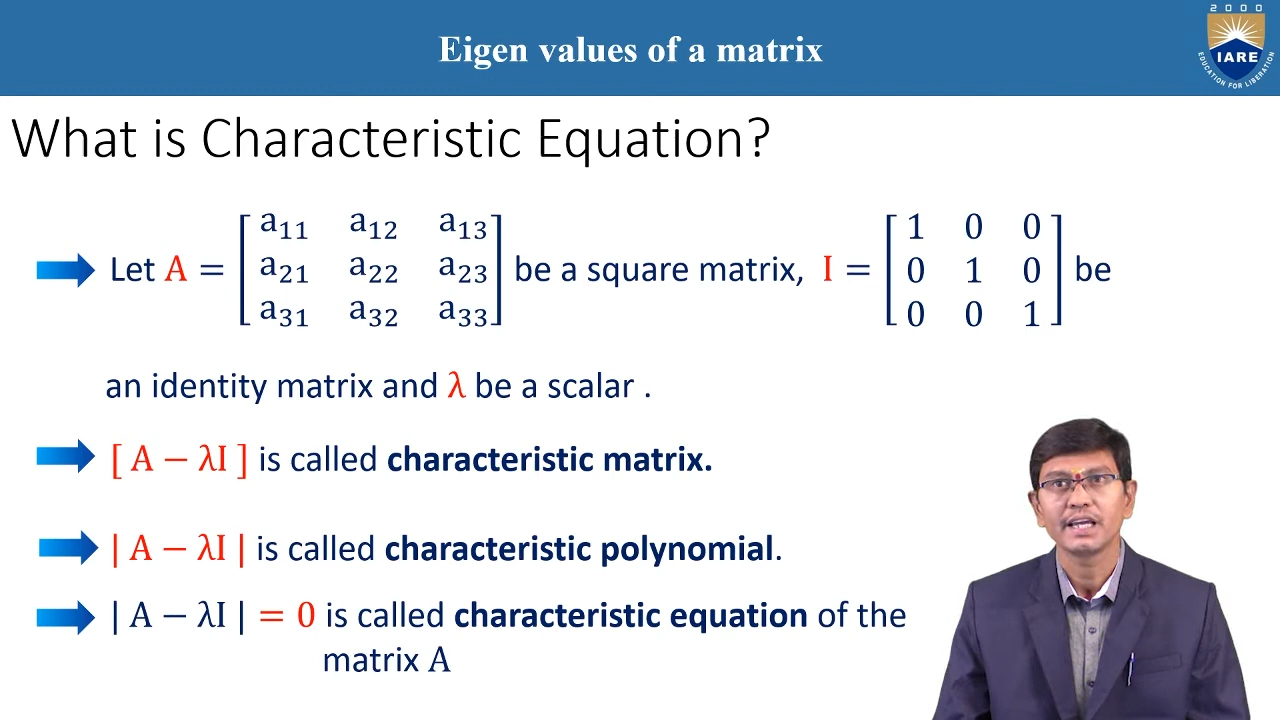 Eigen values of a matrix
2000
IARE
EDUCATION FOR LIBERATION
What is Characteristic Equation?
Let A = [ a₁₁ a₁₂ a₁₃ ; a₂₁ a₂₂ a₂₃ ; a₃₁ a₃₂ a₃₃ ] be a square matrix, I = [ 1 0 0 ; 0 1 0 ; 0 0 1 ] be
an identity matrix and λ be a scalar .
[ A − λI ] is called characteristic matrix.
| A − λI | is called characteristic polynomial.
| A − λI | = 0 is called characteristic equation of the
matrix A